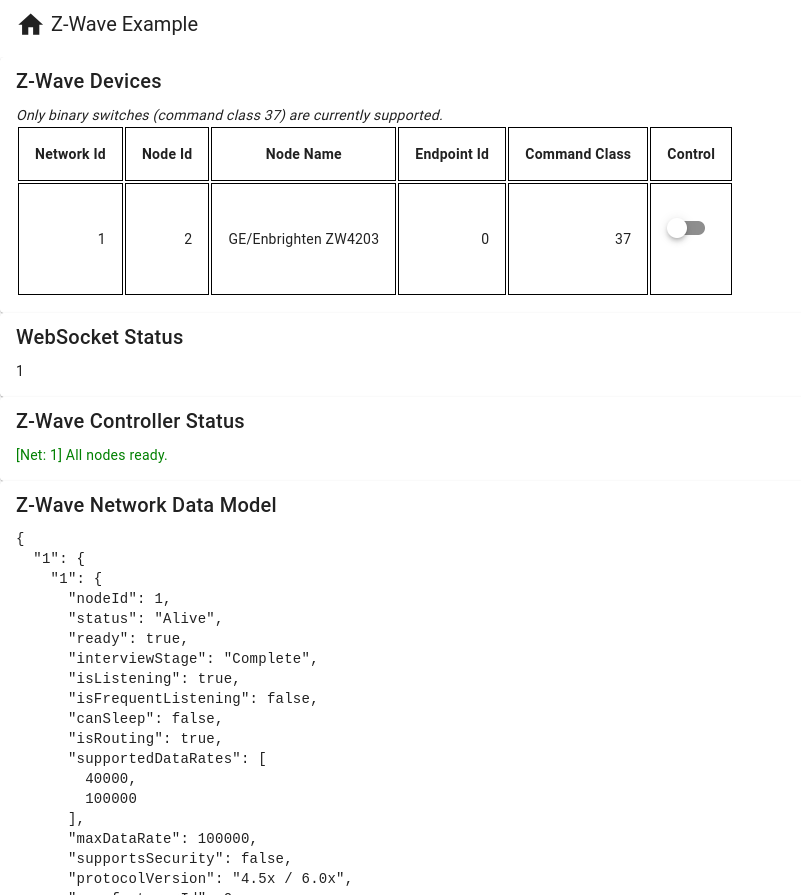 Z-Wave Example
Z-Wave Devices
Only binary switches (command class 37) are currently supported.
Network Id Node Id Node Name Endpoint Id Command Class Control
1 2 GE/Enbrighten ZW4203 0 37
WebSocket Status
1
Z-Wave Controller Status
[Net: 1] All nodes ready.
Z-Wave Network Data Model
{
  "1": {
    "1": {
      "nodeId": 1,
      "status": "Alive",
      "ready": true,
      "interviewStage": "Complete",
      "isListening": true,
      "isFrequentListening": false,
      "canSleep": false,
      "isRouting": true,
      "supportedDataRates": [
        40000,
        100000
      ],
      "maxDataRate": 100000,
      "supportsSecurity": false,
      "protocolVersion": "4.5x / 6.0x",